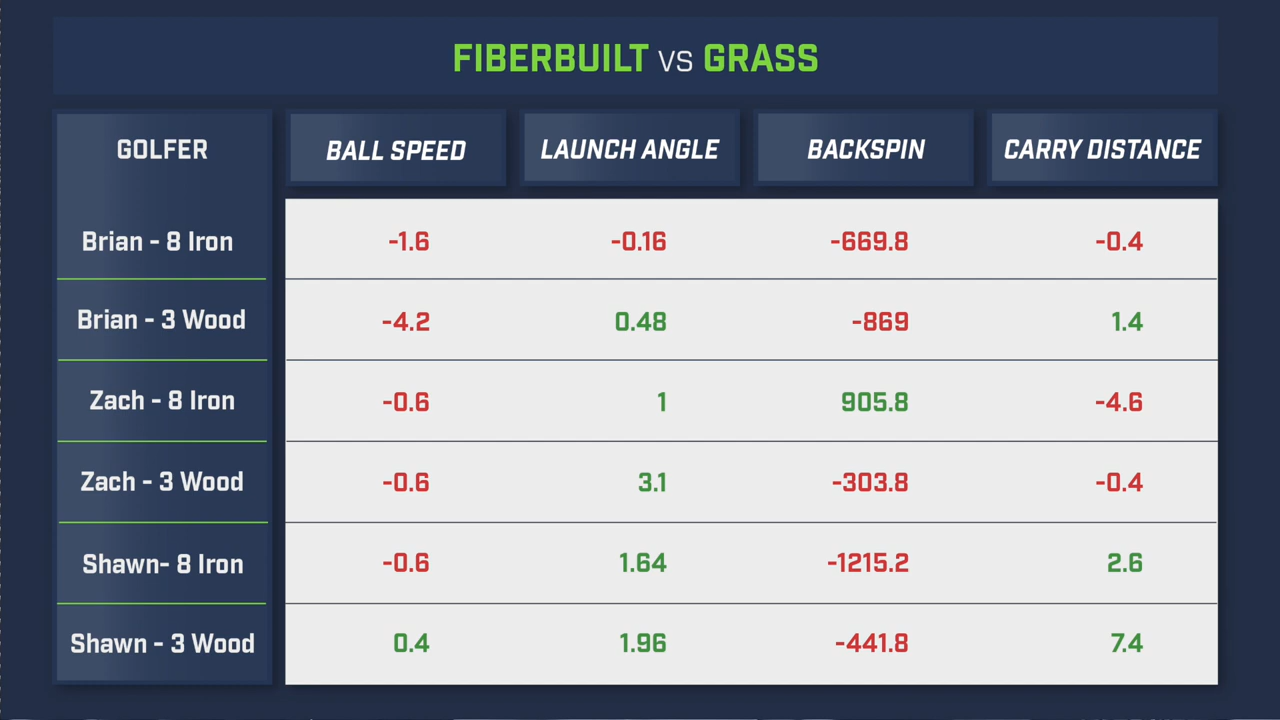 FIBERBUILT VS GRASS
GOLFER BALL SPEED LAUNCH ANGLE BACKSPIN CARRY DISTANCE
Brian - 8 Iron -1.6 -0.16 -669.8 -0.4
Brian - 3 Wood -4.2 0.48 -869 1.4
Zach - 8 Iron -0.6 1 905.8 -4.6
Zach - 3 Wood -0.6 3.1 -303.8 -0.4
Shawn- 8 Iron -0.6 1.64 -1215.2 2.6
Shawn - 3 Wood 0.4 1.96 -441.8 7.4